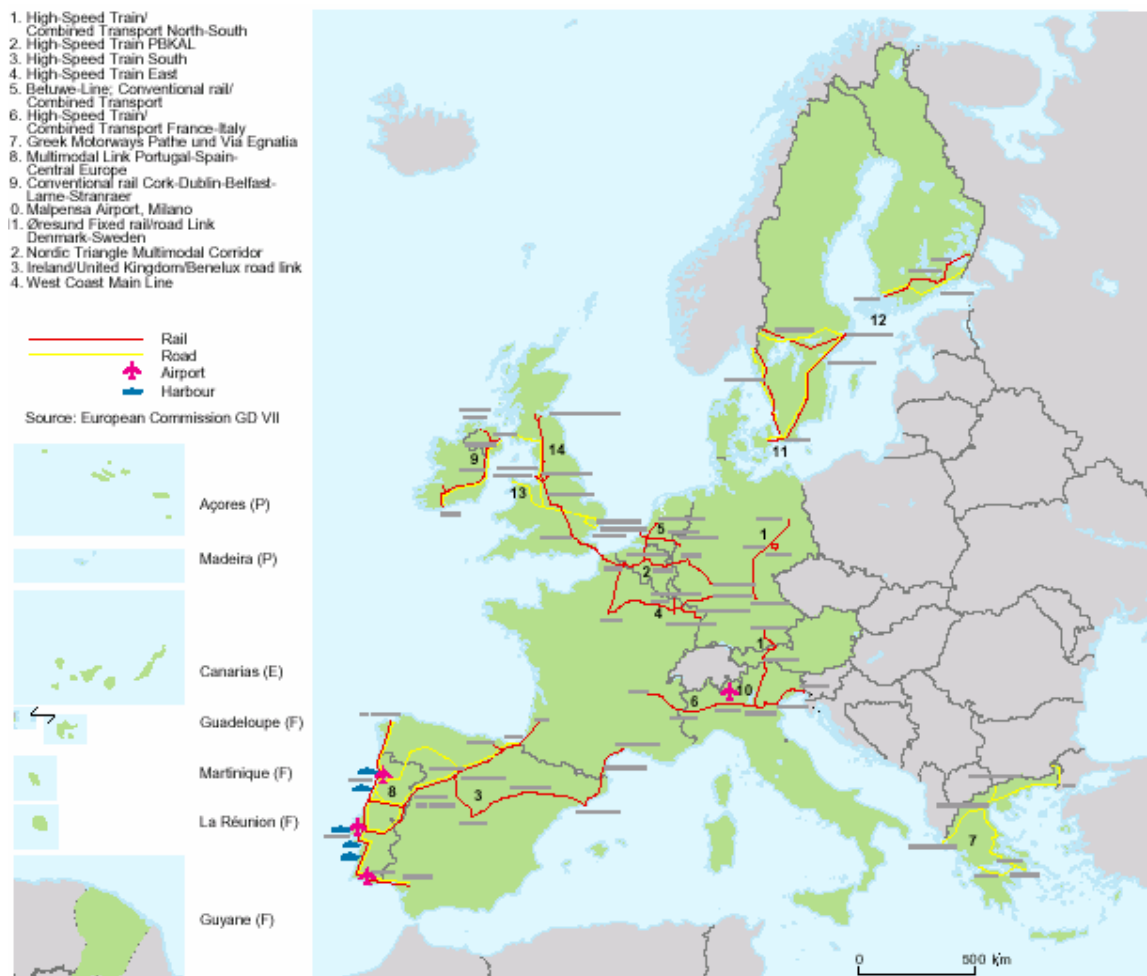 1. High-Speed Train/
Combined Transport North-South
2. High-Speed Train PBKAL
3. High-Speed Train South
4. High-Speed Train East
5. Betuwe-Line; Conventional rail/
Combined Transport
6. High-Speed Train/
Combined Transport France-Italy
7. Greek Motorways Pathe und Via Egnatia
8. Multimodal Link Portugal-Spain-
Central Europe
9. Conventional rail Cork-Dublin-Belfast-
Larne-Stranraer
0. Malpensa Airport, Milano
1. Øresund Fixed rail/road Link
Denmark-Sweden
2. Nordic Triangle Multimodal Corridor
3. Ireland/United Kingdom/Benelux road link
4. West Coast Main Line
Rail
Road
Airport
Harbour
Source: European Commission GD VII
Açores (P)
Madeira (P)
Canarias (E)
Guadeloupe (F)
Martinique (F)
La Réunion (F)
Guyane (F)
12
11
14
9
13
5
1
2
4
1
10
6
8
3
7
0 500 km